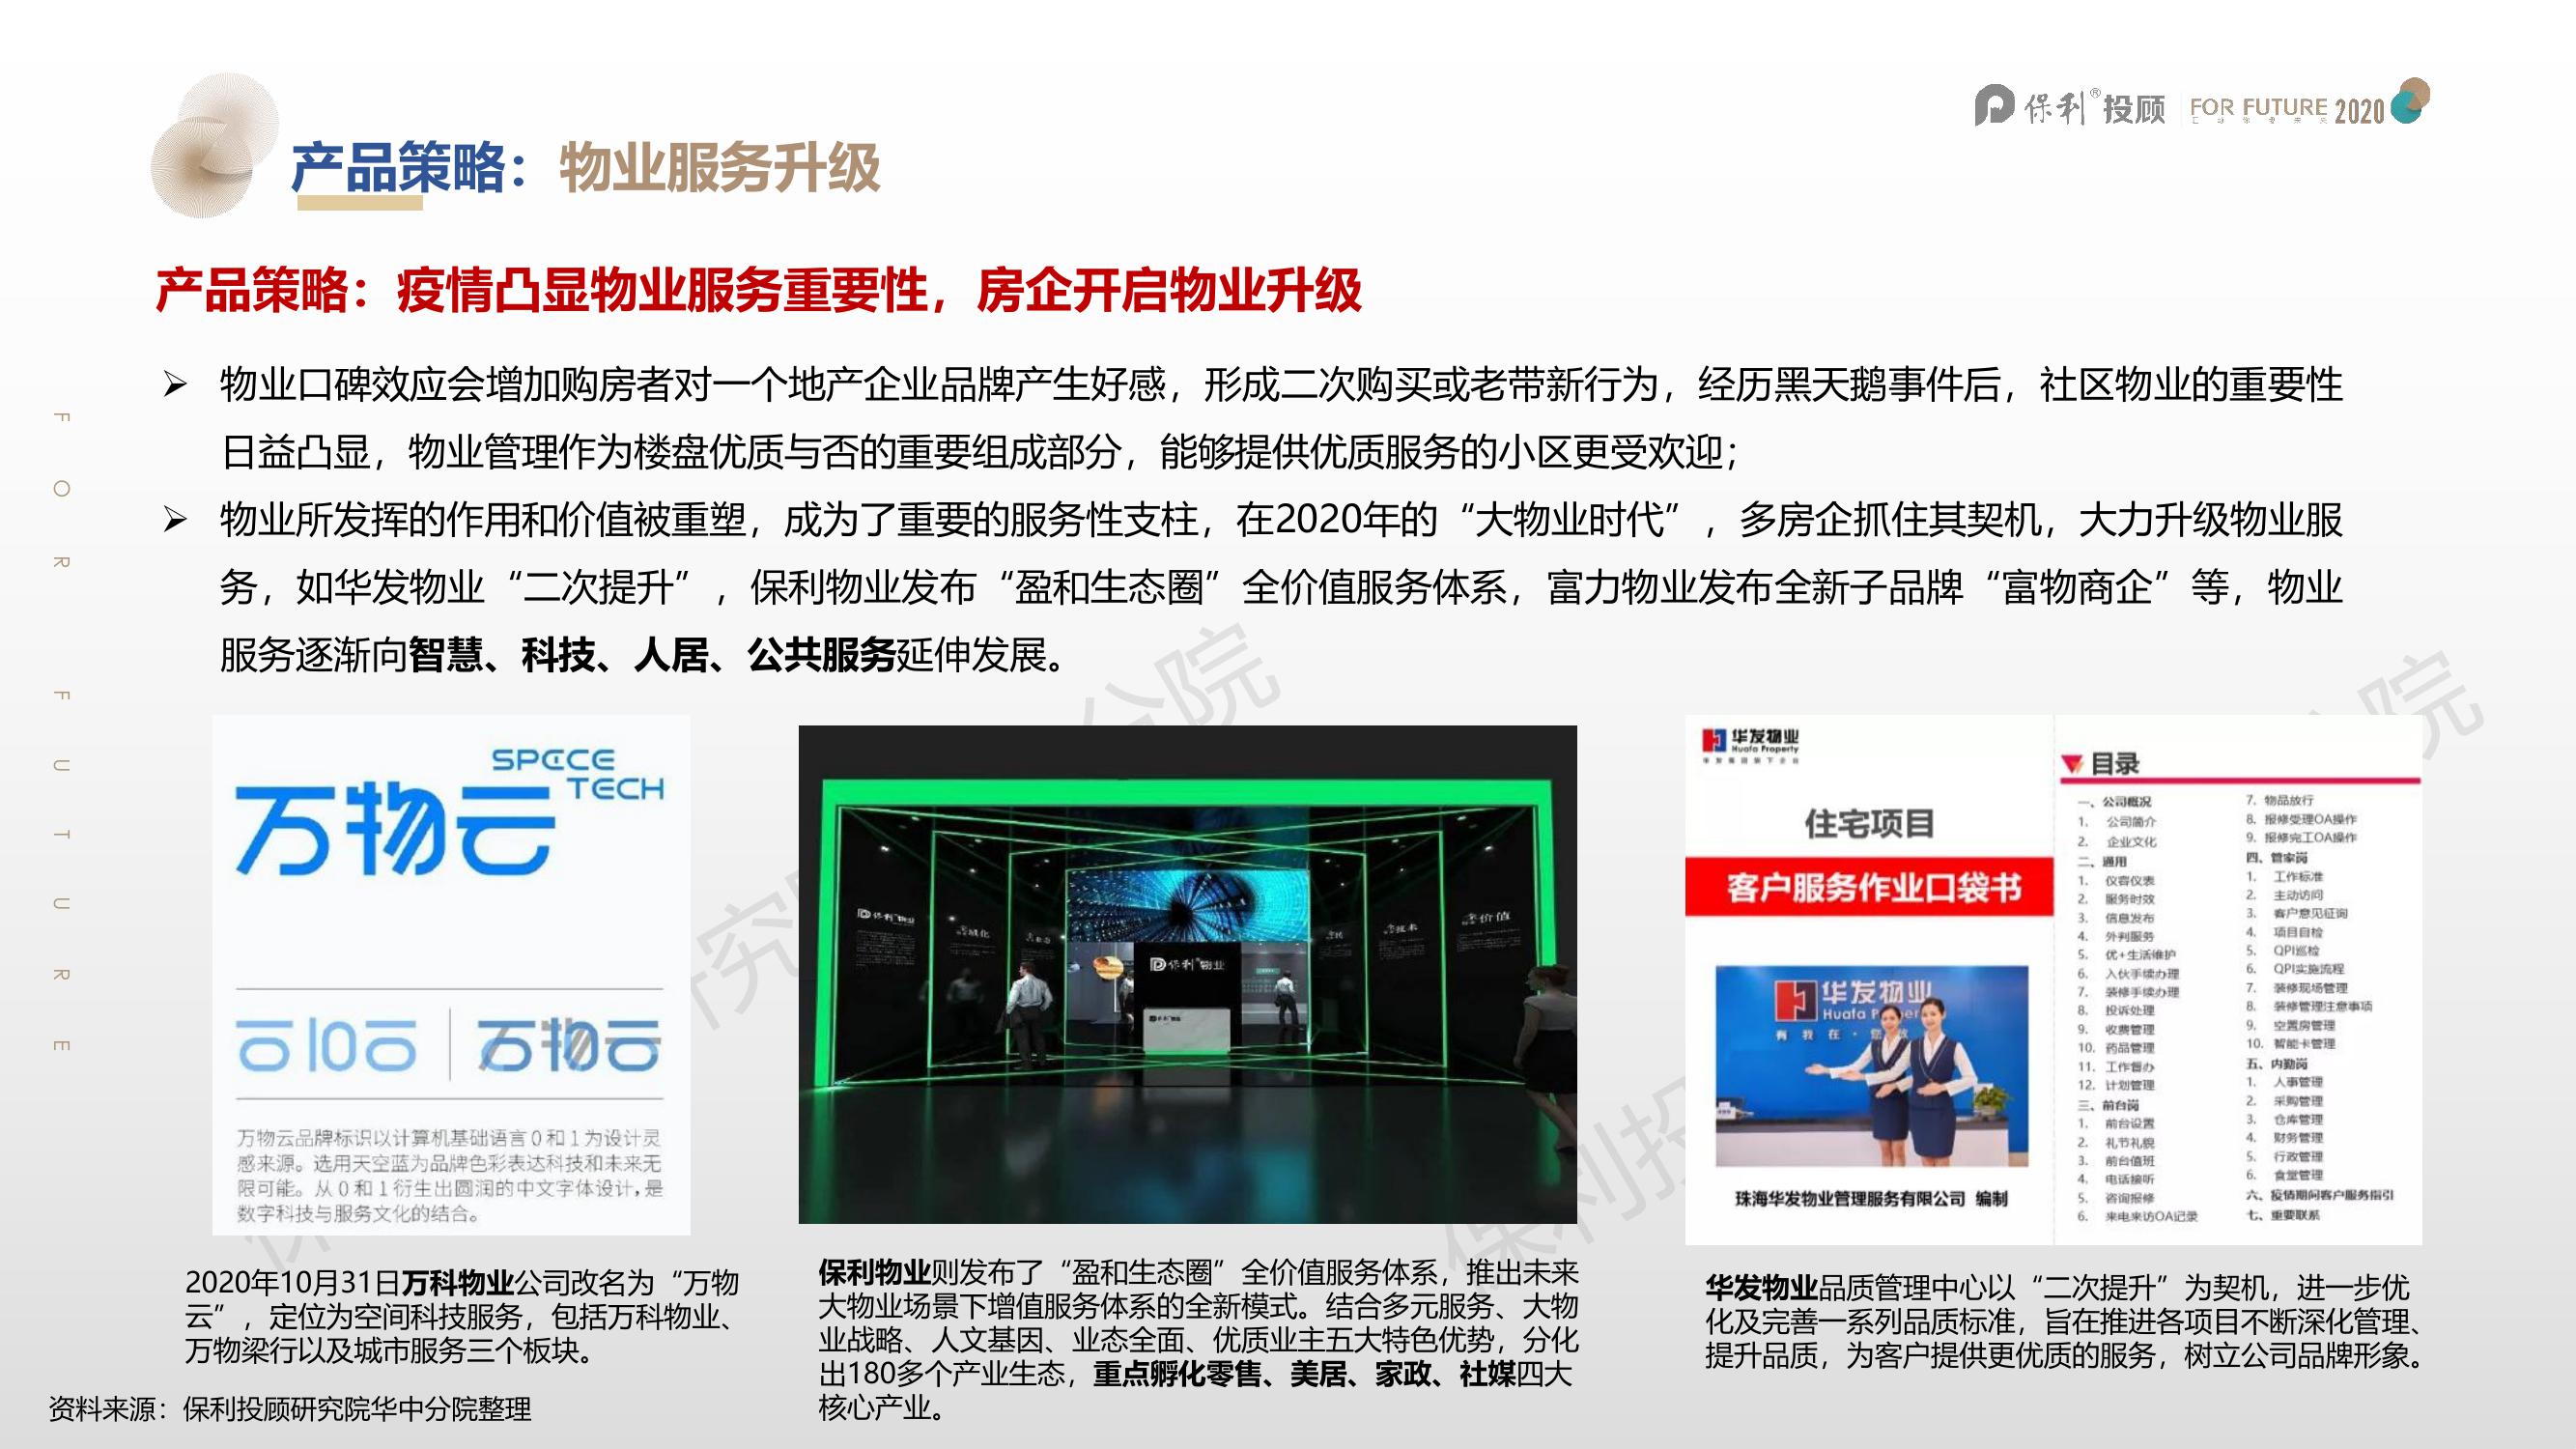 保利®投顾 FOR FUTURE 2020
产品策略：物业服务升级
产品策略：疫情凸显物业服务重要性，房企开启物业升级
物业口碑效应会增加购房者对一个地产企业品牌产生好感，形成二次购买或老带新行为，经历黑天鹅事件后，社区物业的重要性
日益凸显，物业管理作为楼盘优质与否的重要组成部分，能够提供优质服务的小区更受欢迎；
物业所发挥的作用和价值被重塑，成为了重要的服务性支柱，在2020年的“大物业时代”，多房企抓住其契机，大力升级物业服
务，如华发物业“二次提升”，保利物业发布“盈和生态圈”全价值服务体系，富力物业发布全新子品牌“富物商企”等，物业
服务逐渐向智慧、科技、人居、公共服务延伸发展。
FOR FUTURE
SPECE
TECH
万物云
万物云
万物云品牌标识以计算机基础语言0和1为设计灵
感来源。选用天空蓝为品牌色彩表达科技和未来无
限可能。从0和1衍生出圆润的中文字体设计，是
数字科技与服务文化的结合。
2020年10月31日万科物业公司改名为“万物
云”，定位为空间科技服务，包括万科物业、
万物梁行以及城市服务三个板块。
保利®物业
保利®物业
保利物业则发布了“盈和生态圈”全价值服务体系，推出未来
大物业场景下增值服务体系的全新模式。结合多元服务、大物
业战略、人文基因、业态全面、优质业主五大特色优势，分化
出180多个产业生态，重点孵化零售、美居、家政、社媒四大
核心产业。
华发物业
Huafa Property
华发集团旗下企业
住宅项目
客户服务作业口袋书
华发物业
Huafa Proper
有我在·您放
珠海华发物业管理服务有限公司 编制
目录
一、公司概况
1. 公司简介
2. 企业文化
二、通用
1. 仪容仪表
2. 服务时效
3. 信息发布
4. 外判服务
5. 优+生活维护
6. 入伙手续办理
7. 装修手续办理
8. 投诉处理
9. 收费管理
10. 药品管理
11. 工作督办
12. 计划管理
三、前台岗
1. 前台设置
2. 礼节礼貌
3. 前台值班
4. 电话接听
5. 咨询报修
6. 来电来访OA记录
7. 物品放行
8. 报修受理OA操作
9. 报修完工OA操作
四、管家岗
1. 工作标准
2. 主动访问
3. 客户意见征询
4. 项目自检
5. QPI巡检
6. QPI实施流程
7. 装修现场管理
8. 装修管理注意事项
9. 空置房管理
10. 智能卡管理
五、内勤岗
1. 人事管理
2. 采购管理
3. 仓库管理
4. 财务管理
5. 行政管理
6. 食堂管理
六、疫情期间客户服务指引
七、重要联系
华发物业品质管理中心以“二次提升”为契机，进一步优
化及完善一系列品质标准，旨在推进各项目不断深化管理、
提升品质，为客户提供更优质的服务，树立公司品牌形象。
资料来源：保利投顾研究院华中分院整理